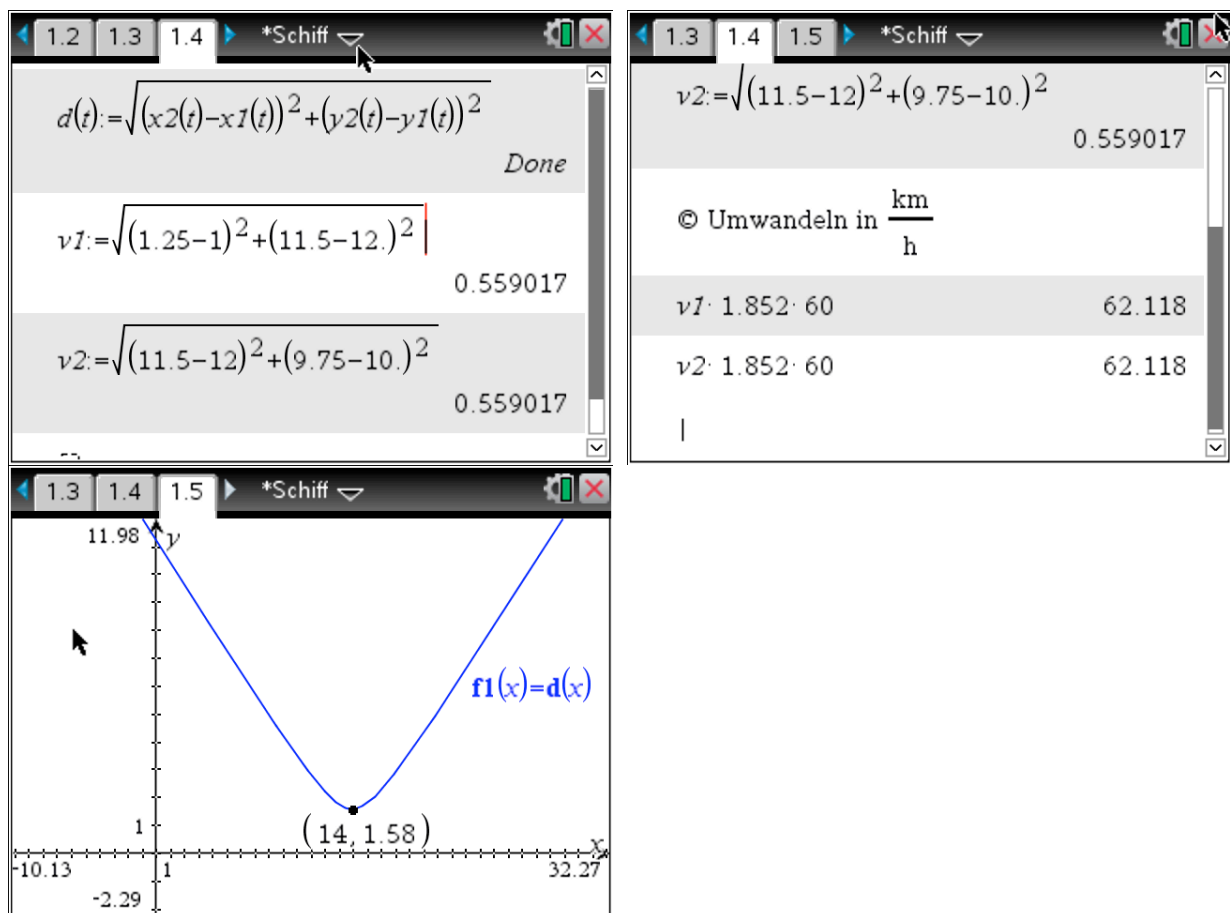 1.2 1.3 1.4 *Schiff
d(t):=√((x2(t)−x1(t))²+(y2(t)−y1(t))²)
Done
v1:=√((1.25−1)²+(11.5−12.)²)
0.559017
v2:=√((11.5−12)²+(9.75−10.)²)
0.559017
1.3 1.4 1.5 *Schiff
v2:=√((11.5−12)²+(9.75−10.)²)
0.559017
© Umwandeln in km/h
v1· 1.852· 60 62.118
v2· 1.852· 60 62.118
1.3 1.4 1.5 *Schiff
11.98 y
f1(x)=d(x)
1
(14, 1.58)
x
-10.13 1 32.27
-2.29